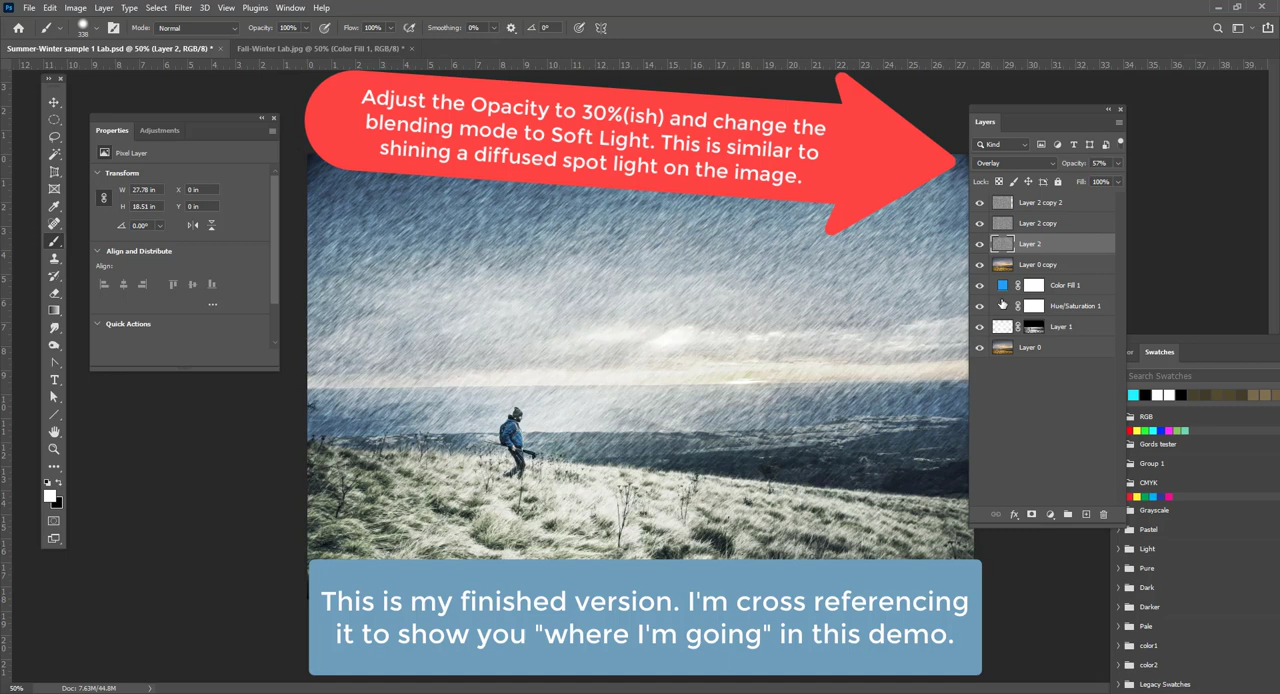 File Edit Image Layer Type Select Filter 3D View Plugins Window Help
338 Mode: Normal Opacity: 100% Flow: 100% Smoothing: 0% 0°
Summer-Winter sample 1 Lab.psd @ 50% (Layer 2, RGB/8) * × Fall-Winter Lab.jpg @ 50% (Color Fill 1, RGB/8) * ×
Adjust the Opacity to 30%(ish) and change the
blending mode to Soft Light. This is similar to
shining a diffused spot light on the image.
Properties Adjustments
Pixel Layer
Transform
W 27.78 in X 0 in
H 18.51 in Y 0 in
0.00°
Align and Distribute
Align:
Quick Actions
Layers
Kind
Overlay Opacity: 57%
Lock: Fill: 100%
Layer 2 copy 2
Layer 2 copy
Layer 2
Layer 0 copy
Color Fill 1
Hue/Saturation 1
Layer 1
Layer 0
or Swatches
Search Swatches
RGB
Gords tester
Group 1
CMYK
Grayscale
Pastel
Light
Pure
Dark
Darker
Pale
color1
color2
Legacy Swatches
This is my finished version. I'm cross referencing
it to show you "where I'm going" in this demo.
50% Doc: 7.63M/44.8M